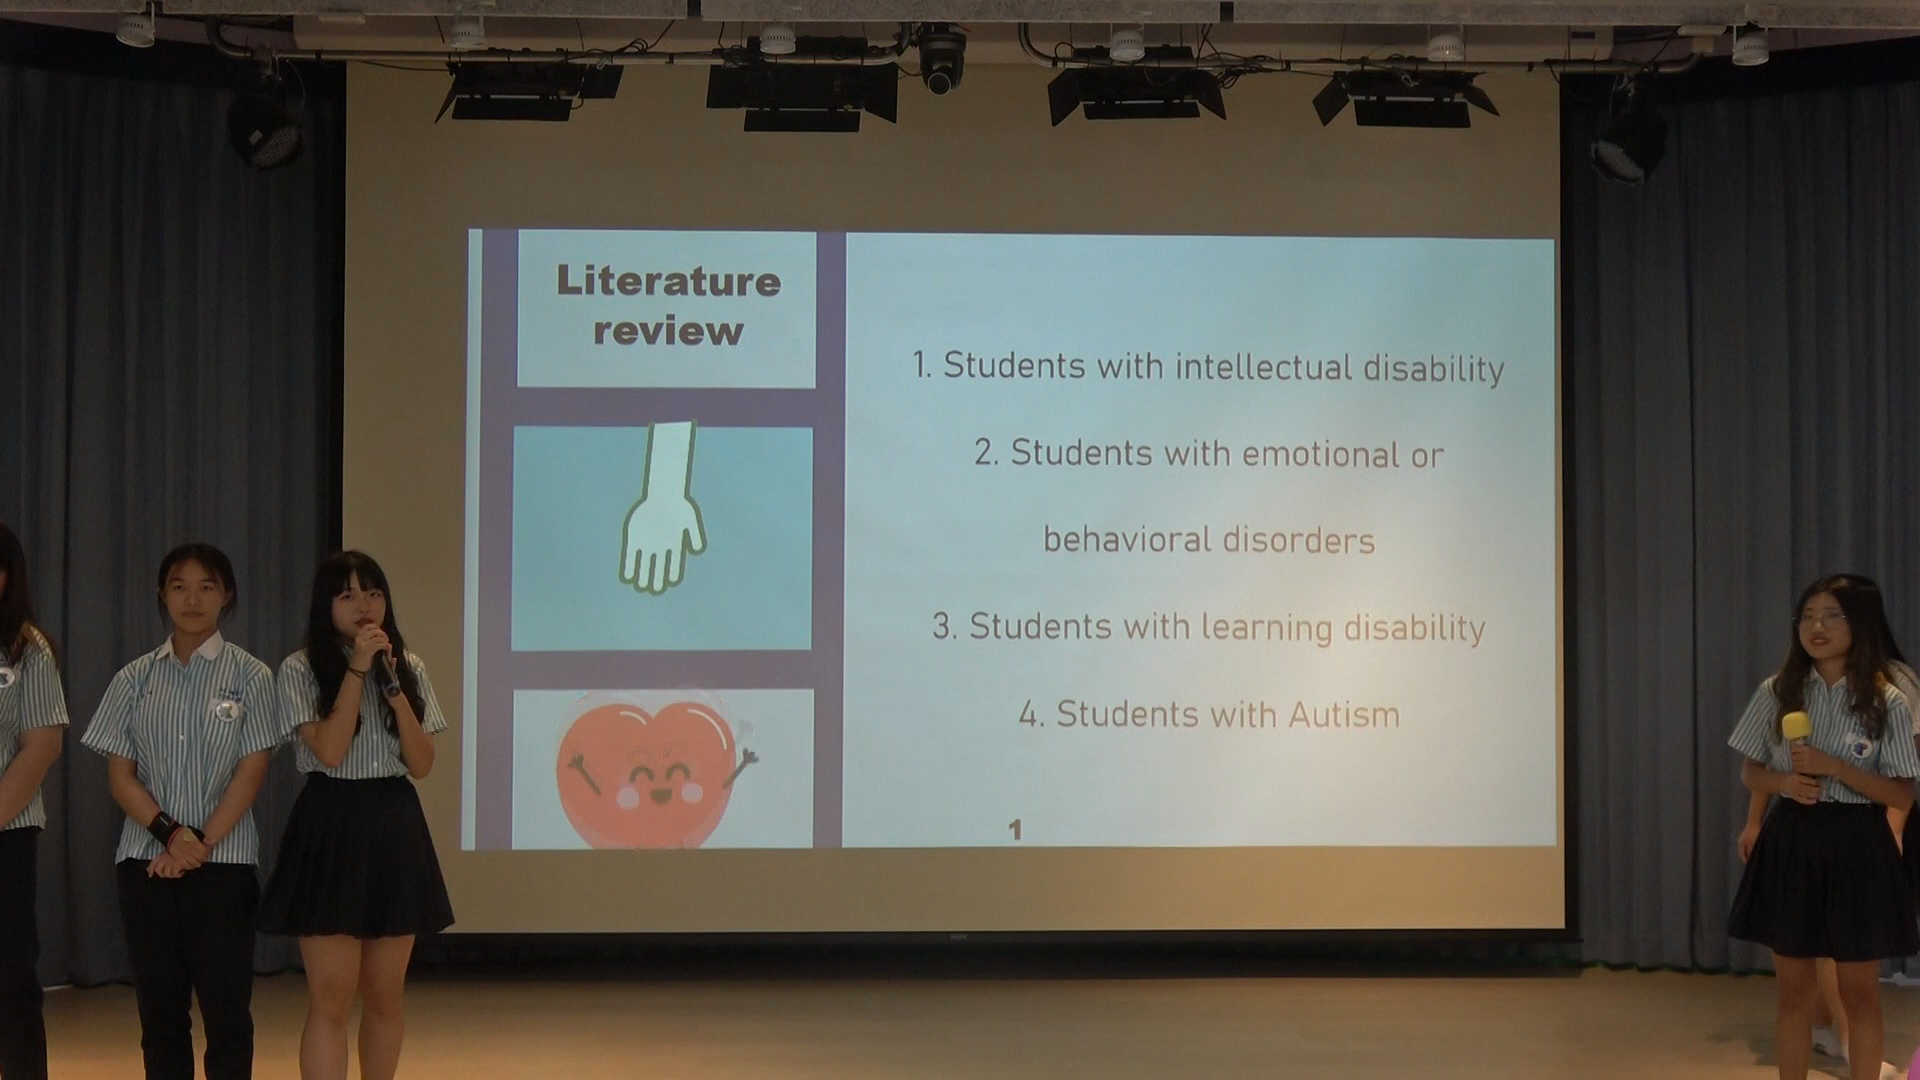 Literature
review
1. Students with intellectual disability
2. Students with emotional or
behavioral disorders
3. Students with learning disability
4. Students with Autism
1